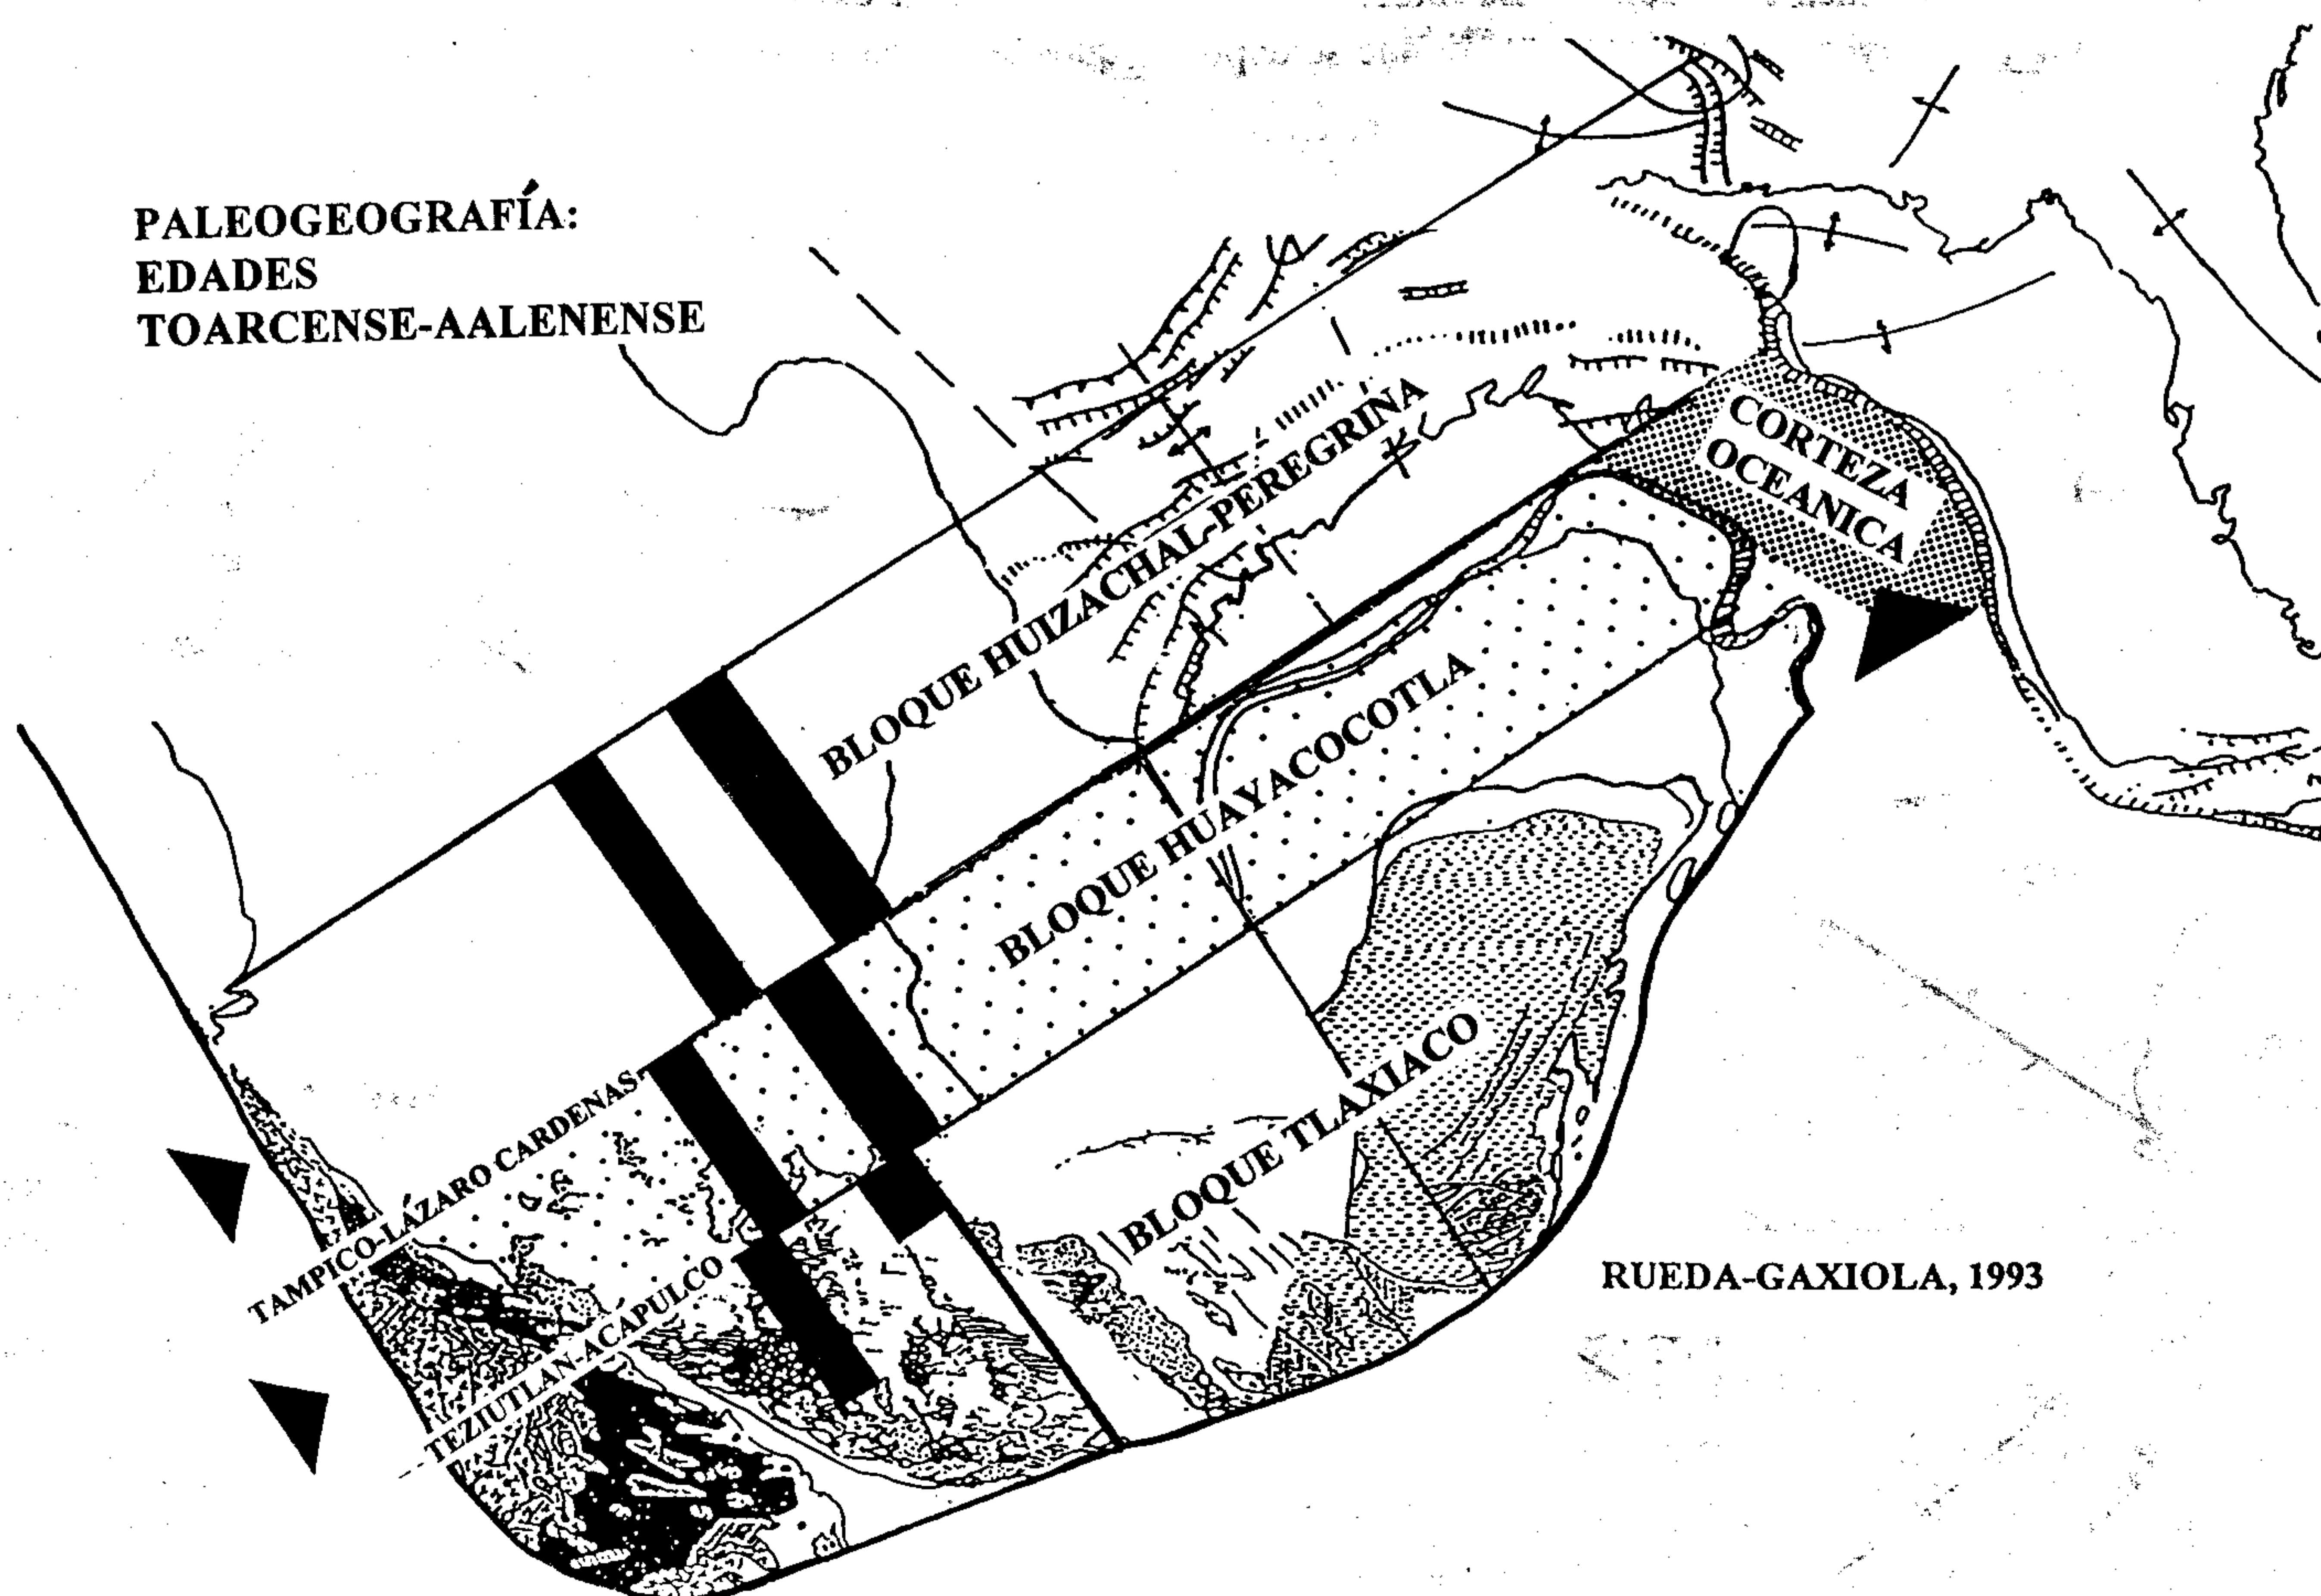 PALEOGEOGRAFÍA:
EDADES
TOARCENSE-AALENENSE
CORTEZA
OCEANICA
BLOQUE HUIZACHAL-PEREGRINA
BLOQUE HUAYACOCOTLA
BLOQUE TLAXIACO
TAMPICO-LÁZARO CARDENAS
TEZIUTLAN-ACAPULCO
RUEDA-GAXIOLA, 1993